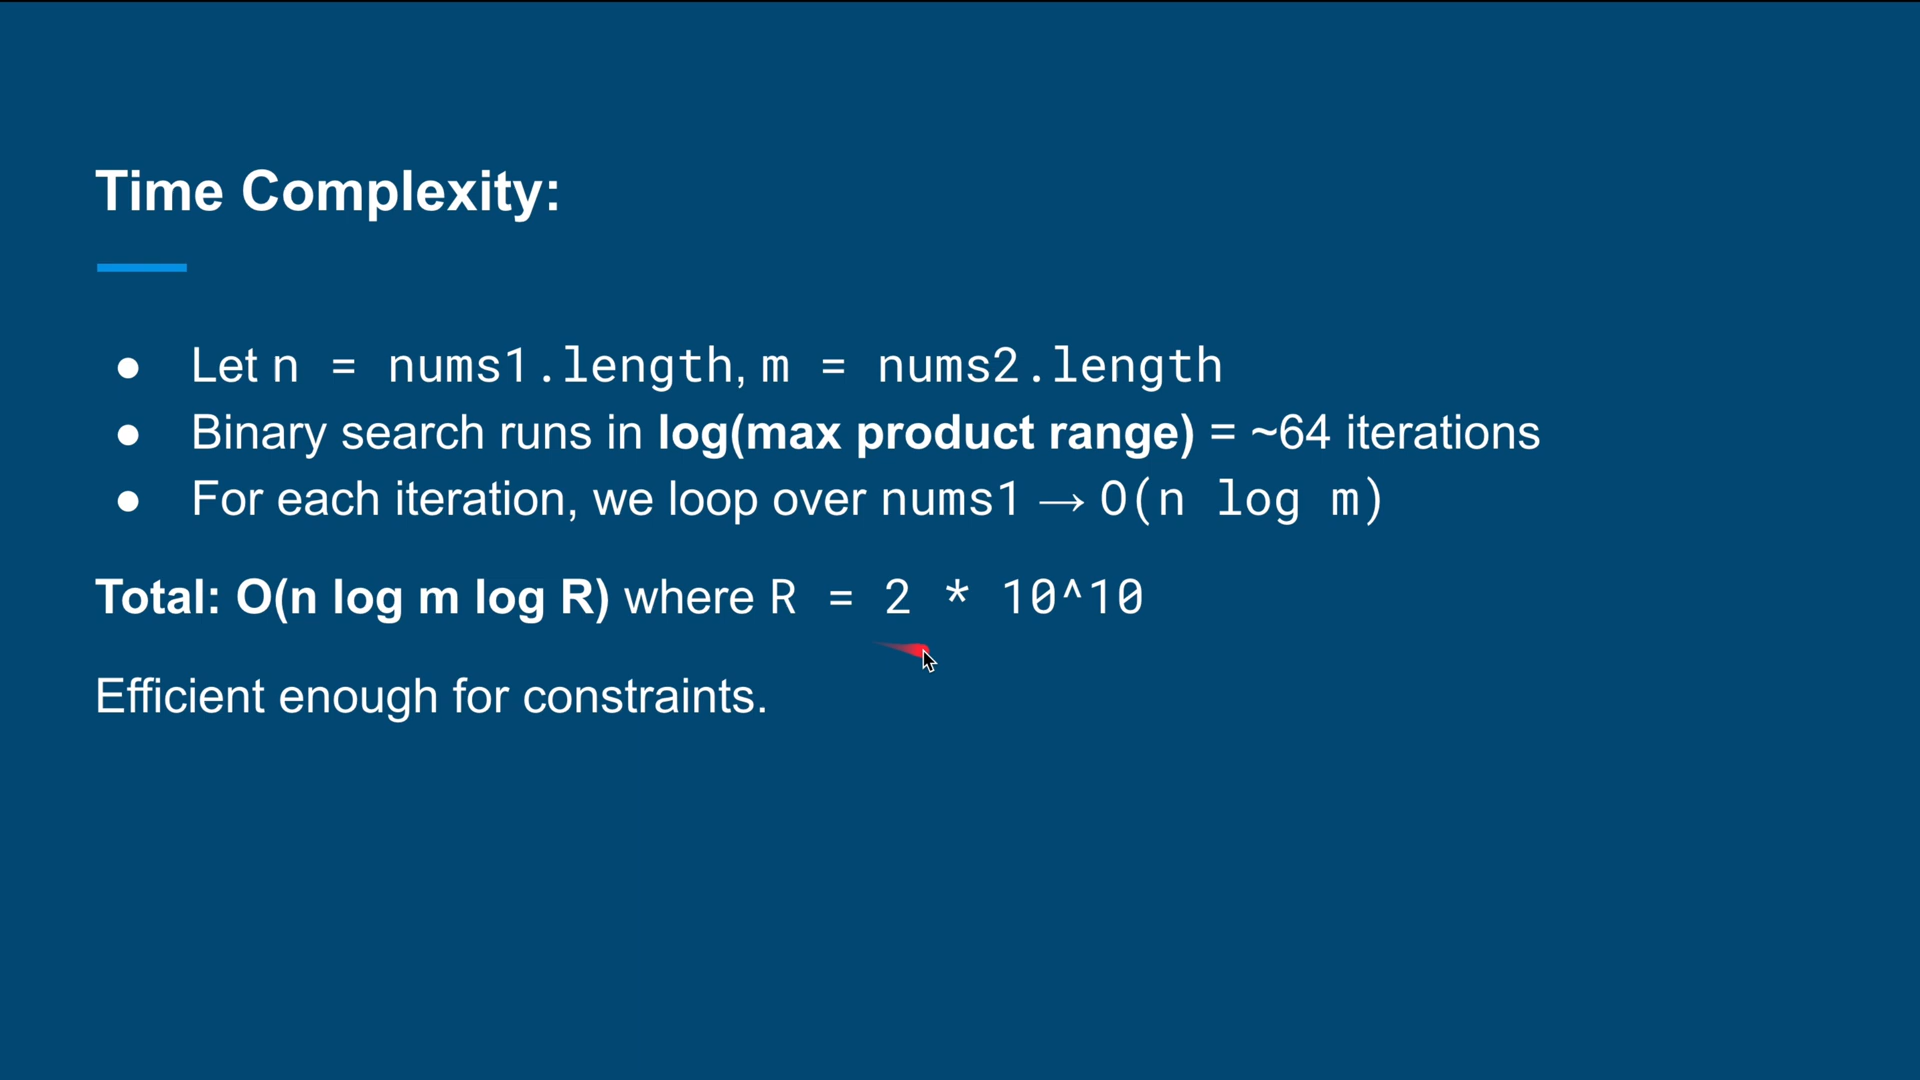 Time Complexity:
● Let n = nums1.length, m = nums2.length
● Binary search runs in log(max product range) = ~64 iterations
● For each iteration, we loop over nums1 → O(n log m)
Total: O(n log m log R) where R = 2 * 10^10
Efficient enough for constraints.